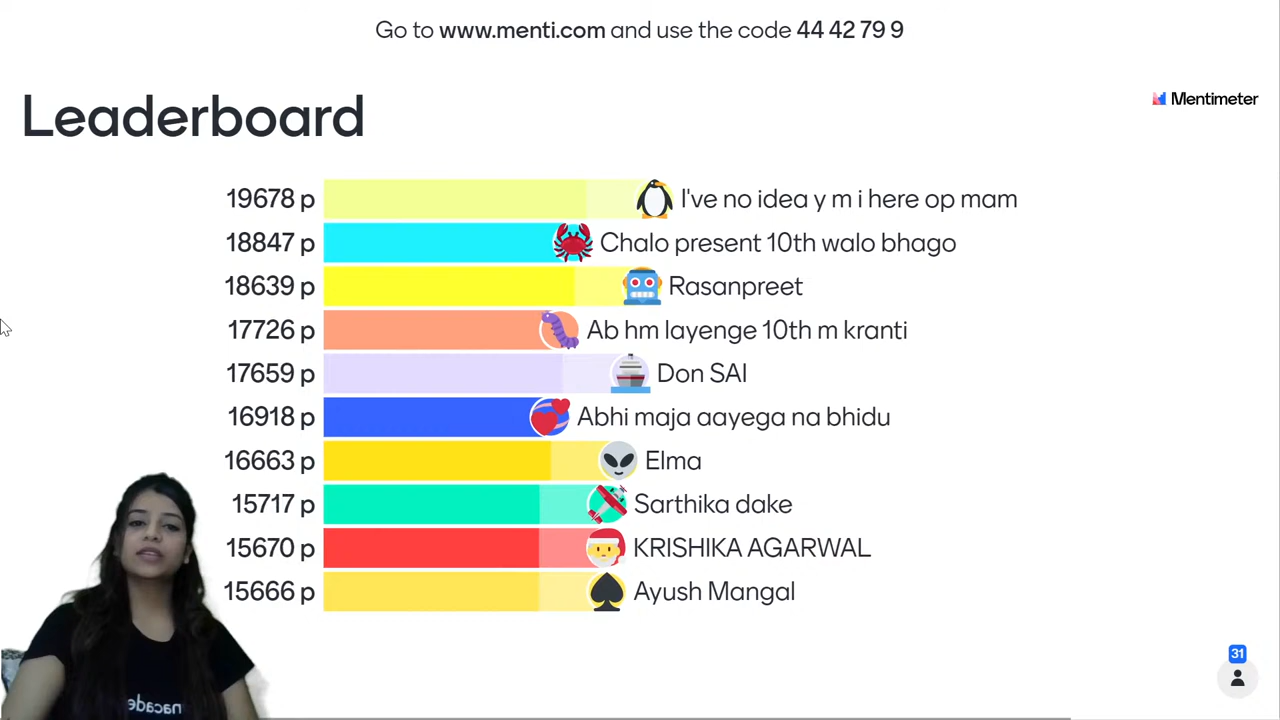 Go to www.menti.com and use the code 44 42 79 9
Leaderboard
Mentimeter
19678 p I've no idea y m i here op mam
18847 p Chalo present 10th walo bhago
18639 p Rasanpreet
17726 p Ab hm layenge 10th m kranti
17659 p Don SAI
16918 p Abhi maja aayega na bhidu
16663 p Elma
15717 p Sarthika dake
15670 p KRISHIKA AGARWAL
15666 p Ayush Mangal
31
nacade